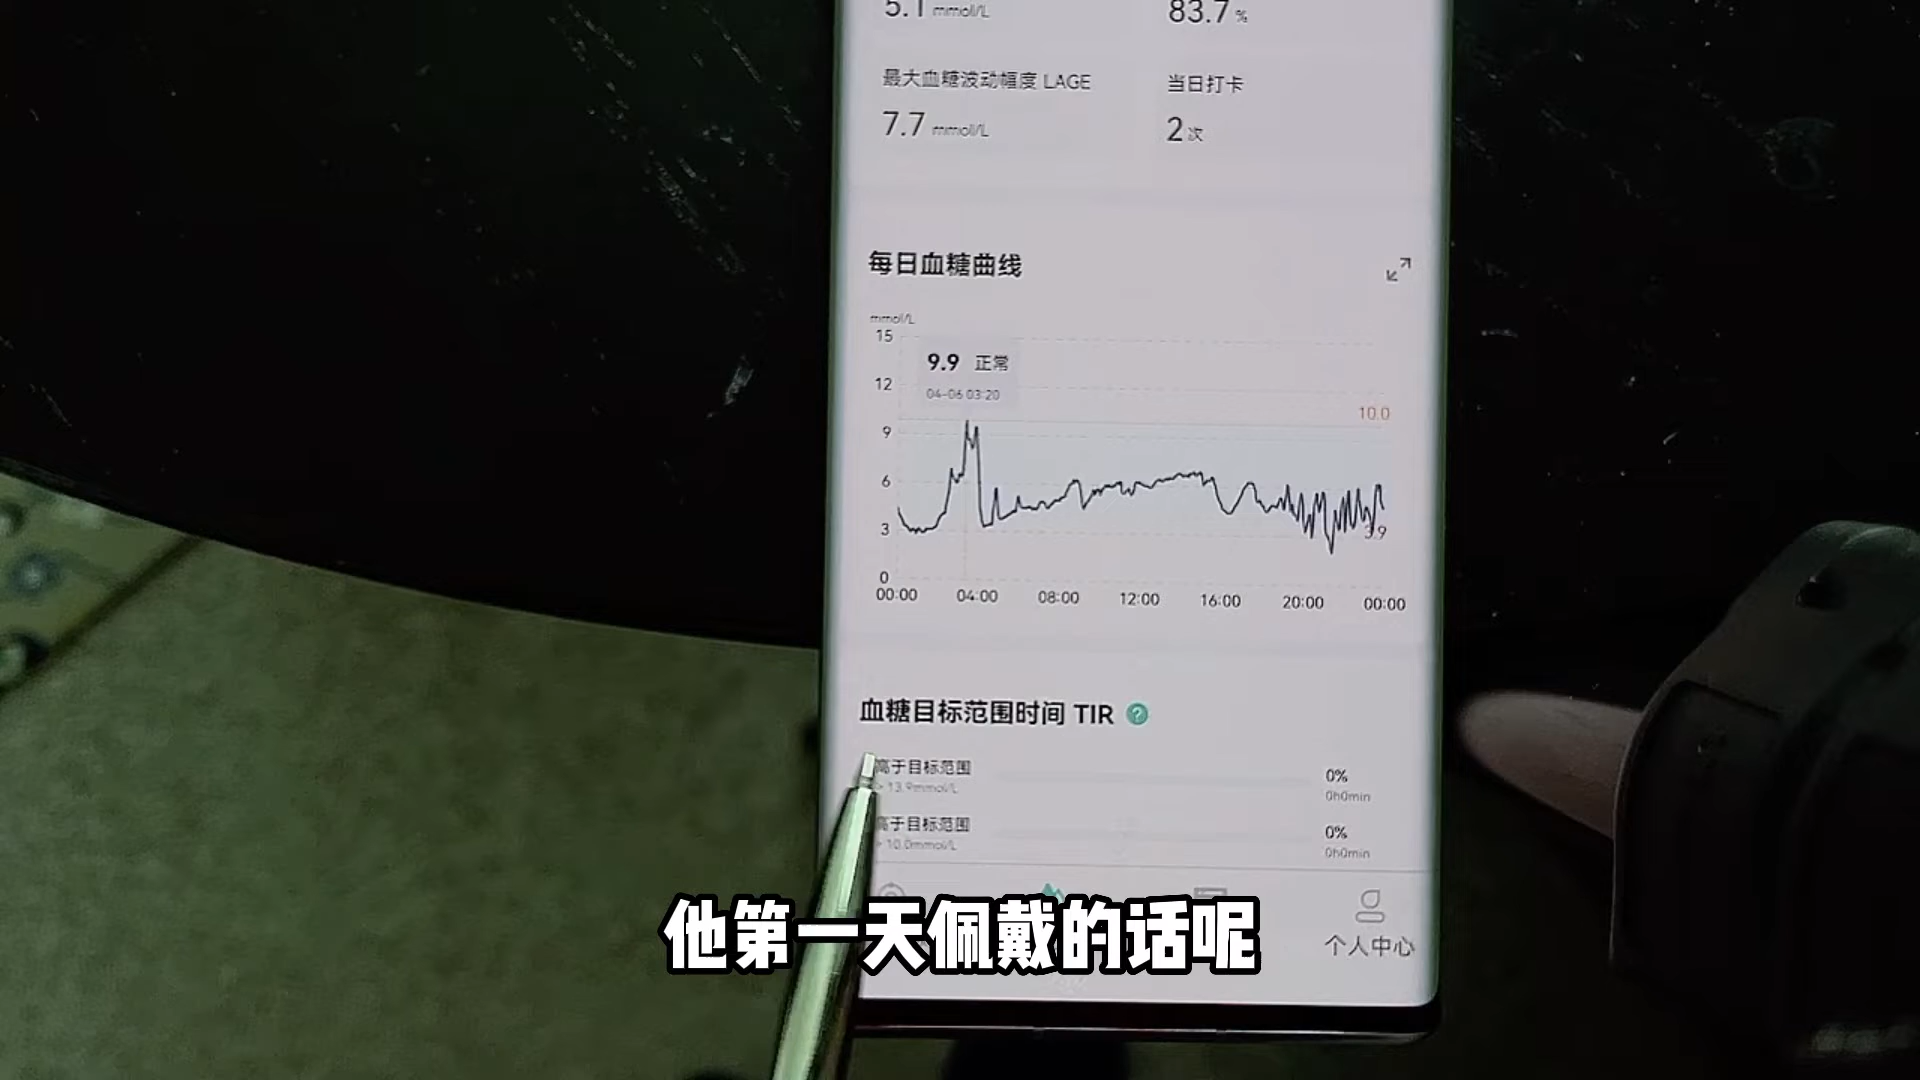 5.1 mmol/L
83.7 %
最大血糖波动幅度 LAGE
当日打卡
7.7 mmol/L
2 次
每日血糖曲线
mmol/L
15
9.9 正常
12
04-06 03:20
10.0
9
6
3
3.9
0
00:00 04:00 08:00 12:00 16:00 20:00 00:00
血糖目标范围时间 TIR ?
高于目标范围
0%
> 13.9mmol/L
0h0min
高于目标范围
0%
> 10.0mmol/L
0h0min
他第一天佩戴的话呢
个人中心